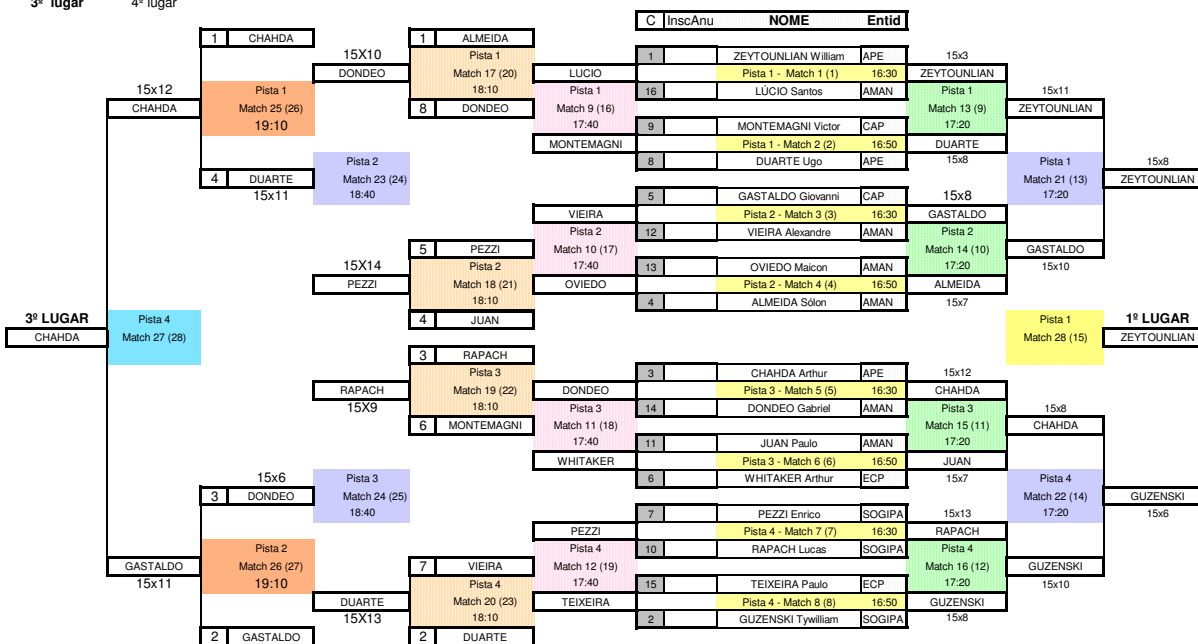 3º lugar 4º lugar
C InscAnu NOME Entid
1 CHAHDA 1 ALMEIDA
15X10 Pista 1 1 ZEYTOUNLIAN William APE 15x3
DONDEO Match 17 (20) LUCIO Pista 1 - Match 1 (1) 16:30 ZEYTOUNLIAN
15x12 Pista 1 18:10 Pista 1 16 LÚCIO Santos AMAN Pista 1 15x11
CHAHDA Match 25 (26) 8 DONDEO Match 9 (16) Match 13 (9) ZEYTOUNLIAN
19:10 17:40 9 MONTEMAGNI Victor CAP 17:20
MONTEMAGNI Pista 1 - Match 2 (2) 16:50 DUARTE
Pista 2 8 DUARTE Ugo APE 15x8 Pista 1 15x8
4 DUARTE Match 23 (24) Match 21 (13) ZEYTOUNLIAN
15x11 18:40 5 GASTALDO Giovanni CAP 15x8 17:20
VIEIRA Pista 2 - Match 3 (3) 16:30 GASTALDO
Pista 2 12 VIEIRA Alexandre AMAN Pista 2
5 PEZZI Match 10 (17) Match 14 (10) GASTALDO
15X14 Pista 2 17:40 13 OVIEDO Maicon AMAN 17:20 15x10
PEZZI Match 18 (21) OVIEDO Pista 2 - Match 4 (4) 16:50 ALMEIDA
18:10 4 ALMEIDA Sólon AMAN 15x7
3º LUGAR Pista 4 4 JUAN Pista 1 1º LUGAR
CHAHDA Match 27 (28) Match 28 (15) ZEYTOUNLIAN
3 RAPACH
Pista 3 3 CHAHDA Arthur APE 15x12
RAPACH Match 19 (22) DONDEO Pista 3 - Match 5 (5) 16:30 CHAHDA
15X9 18:10 Pista 3 14 DONDEO Gabriel AMAN Pista 3 15x8
6 MONTEMAGNI Match 11 (18) Match 15 (11) CHAHDA
17:40 11 JUAN Paulo AMAN 17:20
WHITAKER Pista 3 - Match 6 (6) 16:50 JUAN
15x6 Pista 3 6 WHITAKER Arthur ECP 15x7 Pista 4
3 DONDEO Match 24 (25) Match 22 (14) GUZENSKI
18:40 7 PEZZI Enrico SOGIPA 15x13 17:20 15x6
PEZZI Pista 4 - Match 7 (7) 16:30 RAPACH
Pista 2 Pista 4 10 RAPACH Lucas SOGIPA Pista 4
GASTALDO Match 26 (27) 7 VIEIRA Match 12 (19) Match 16 (12) GUZENSKI
15x11 19:10 Pista 4 17:40 15 TEIXEIRA Paulo ECP 17:20 15x10
DUARTE Match 20 (23) TEIXEIRA Pista 4 - Match 8 (8) 16:50 GUZENSKI
15X13 18:10 2 GUZENSKI Tywilliam SOGIPA 15x8
2 GASTALDO 2 DUARTE